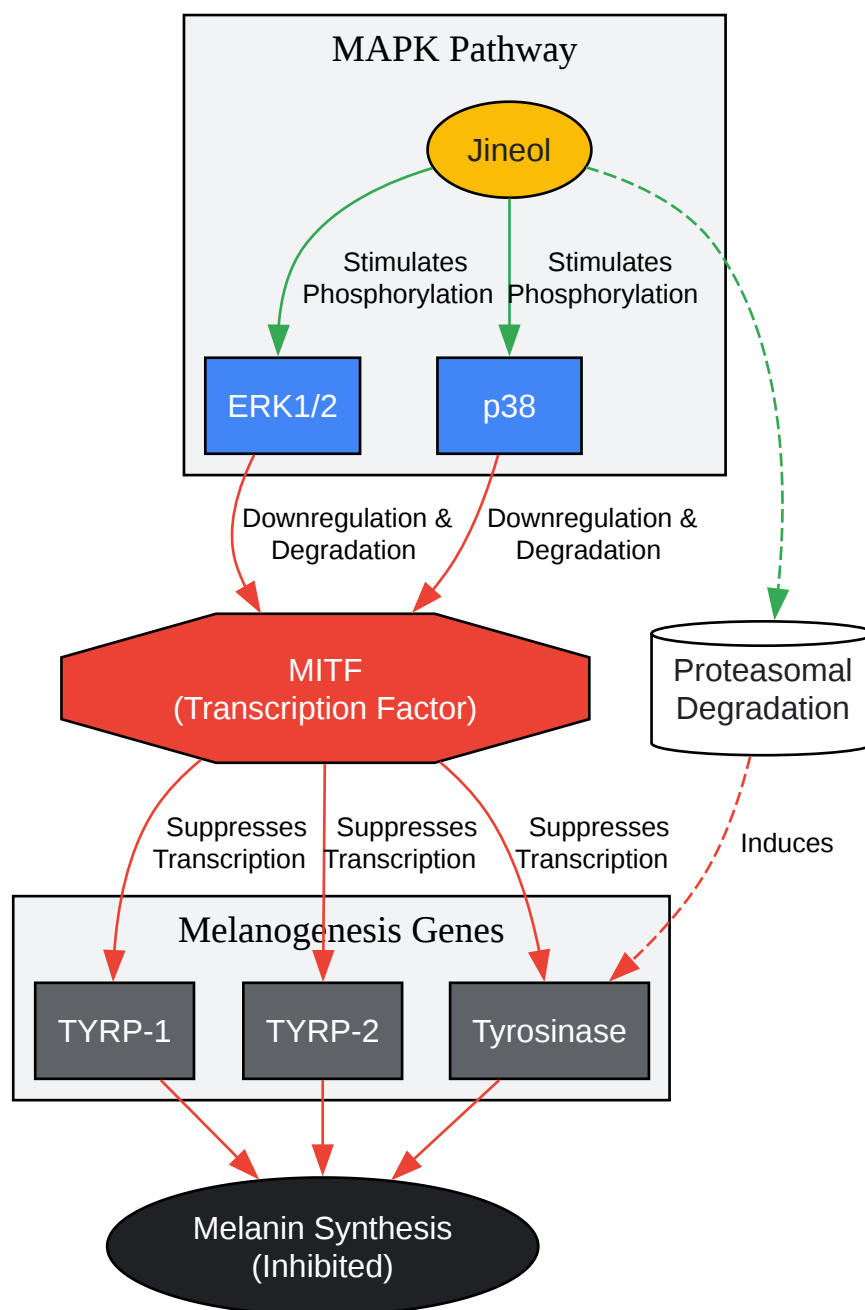 MAPK Pathway
Jineol
Stimulates
Phosphorylation
Stimulates
Phosphorylation
ERK1/2
p38
Downregulation &
Degradation
Downregulation &
Degradation
MITF
(Transcription Factor)
Proteasomal
Degradation
Suppresses
Transcription
Suppresses
Transcription
Suppresses
Transcription
Induces
Melanogenesis Genes
TYRP-1
TYRP-2
Tyrosinase
Melanin Synthesis
(Inhibited)